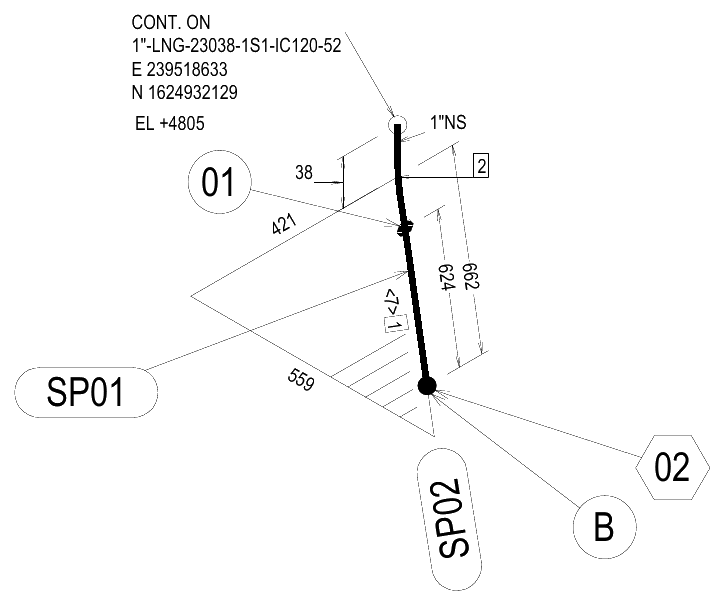 CONT. ON
1"-LNG-23038-1S1-IC120-52
E 239518633
N 1624932129
EL +4805
1"NS
2
38
01
421
624
662
<7>1
SP01
559
02
SP02
B